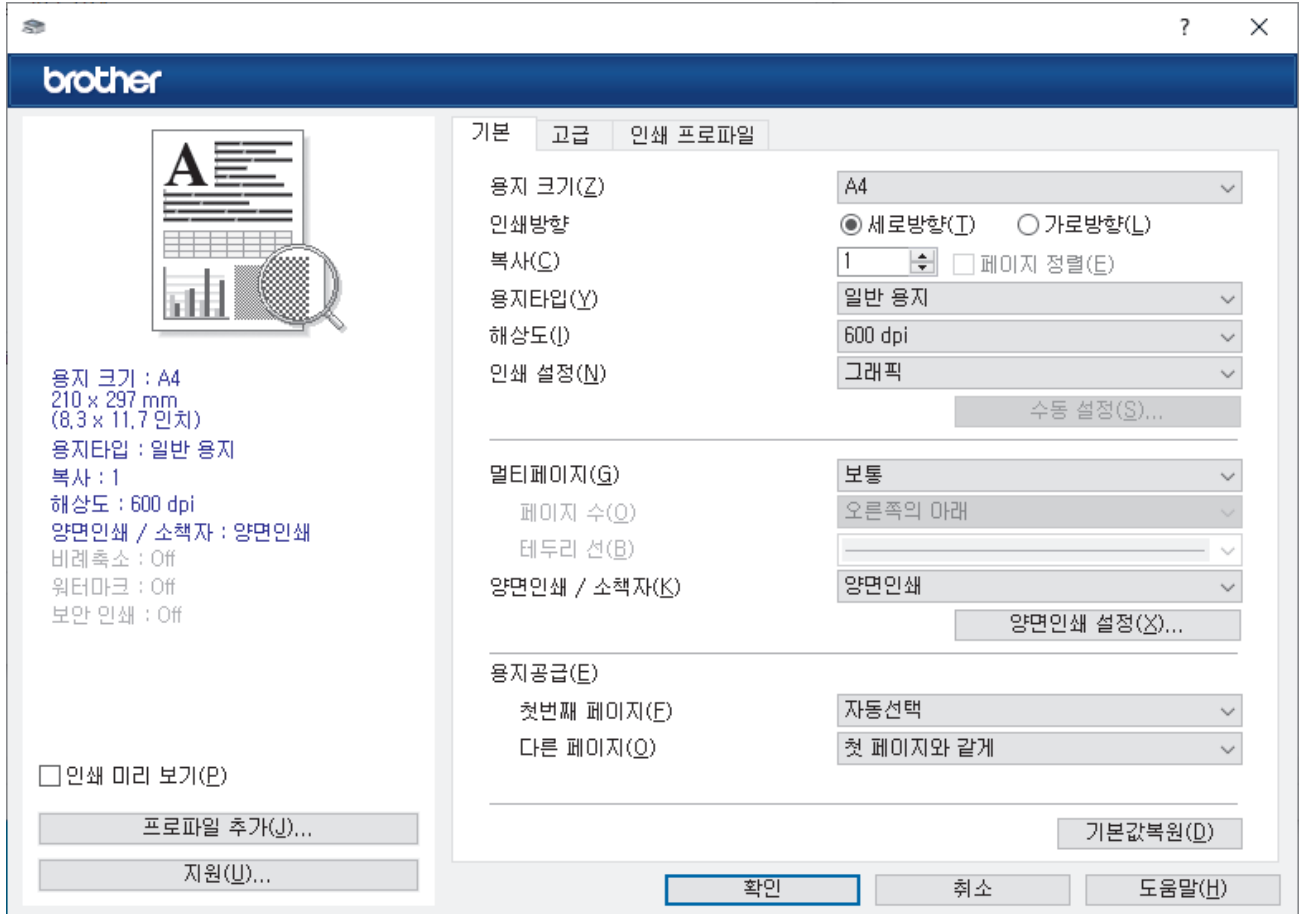 ?
brother
기본 고급 인쇄 프로파일
A
용지 크기(Z) A4
인쇄방향 세로방향(T) 가로방향(L)
복사(C) 1 페이지 정렬(E)
용지타입(Y) 일반 용지
해상도(I) 600 dpi
인쇄 설정(N) 그래픽
수동 설정(S)...
멀티페이지(G) 보통
페이지 수(O) 오른쪽의 아래
테두리 선(B)
양면인쇄 / 소책자(K) 양면인쇄
양면인쇄 설정(X)...
용지공급(E)
첫번째 페이지(F) 자동선택
다른 페이지(O) 첫 페이지와 같게
기본값복원(D)
용지 크기 : A4
210 x 297 mm
(8.3 x 11.7 인치)
용지타입 : 일반 용지
복사 : 1
해상도 : 600 dpi
양면인쇄 / 소책자 : 양면인쇄
비례축소 : Off
워터마크 : Off
보안 인쇄 : Off
인쇄 미리 보기(P)
프로파일 추가(J)...
지원(U)...
확인 취소 도움말(H)